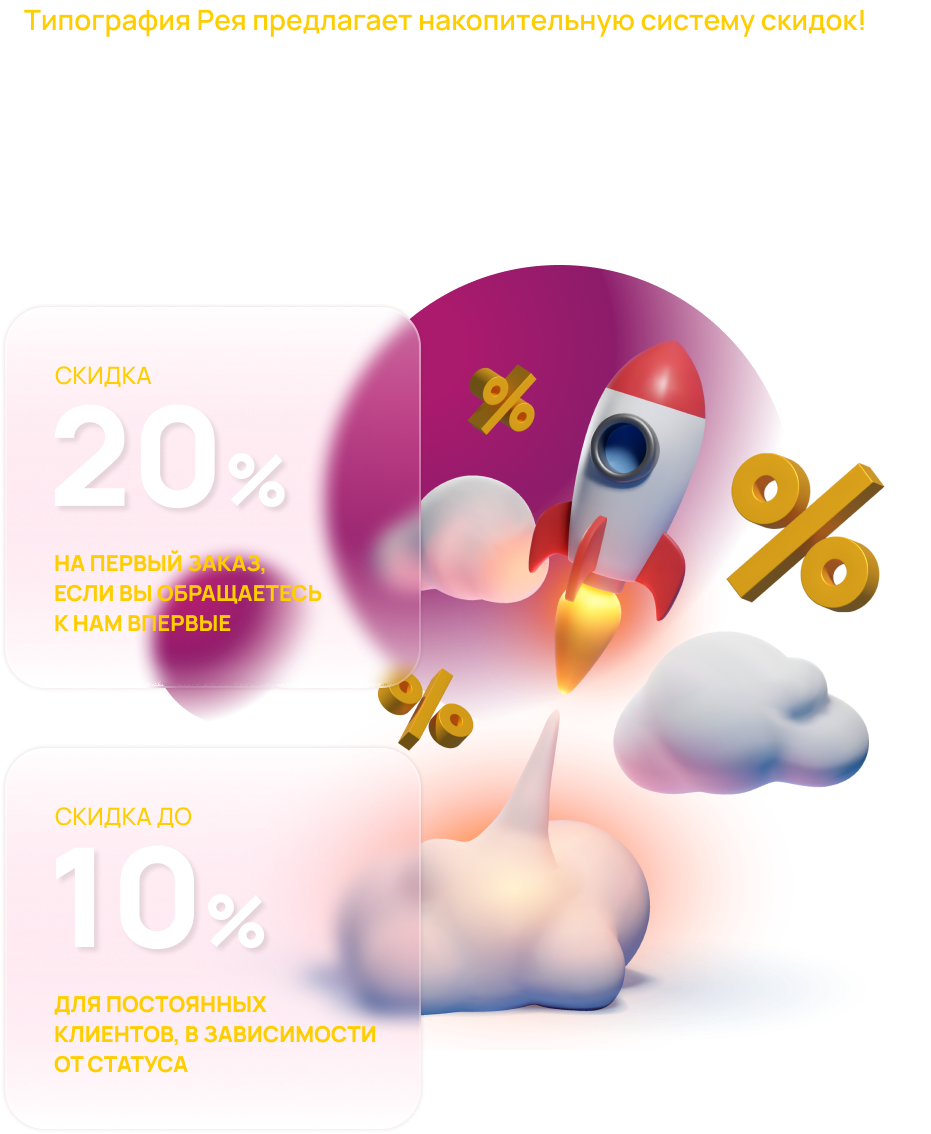 Типография Рея предлагает накопительную систему скидок!
СКИДКА
20%
НА ПЕРВЫЙ ЗАКАЗ,
ЕСЛИ ВЫ ОБРАЩАЕТЕСЬ
К НАМ ВПЕРВЫЕ
СКИДКА ДО
10%
ДЛЯ ПОСТОЯННЫХ
КЛИЕНТОВ, В ЗАВИСИМОСТИ
ОТ СТАТУСА